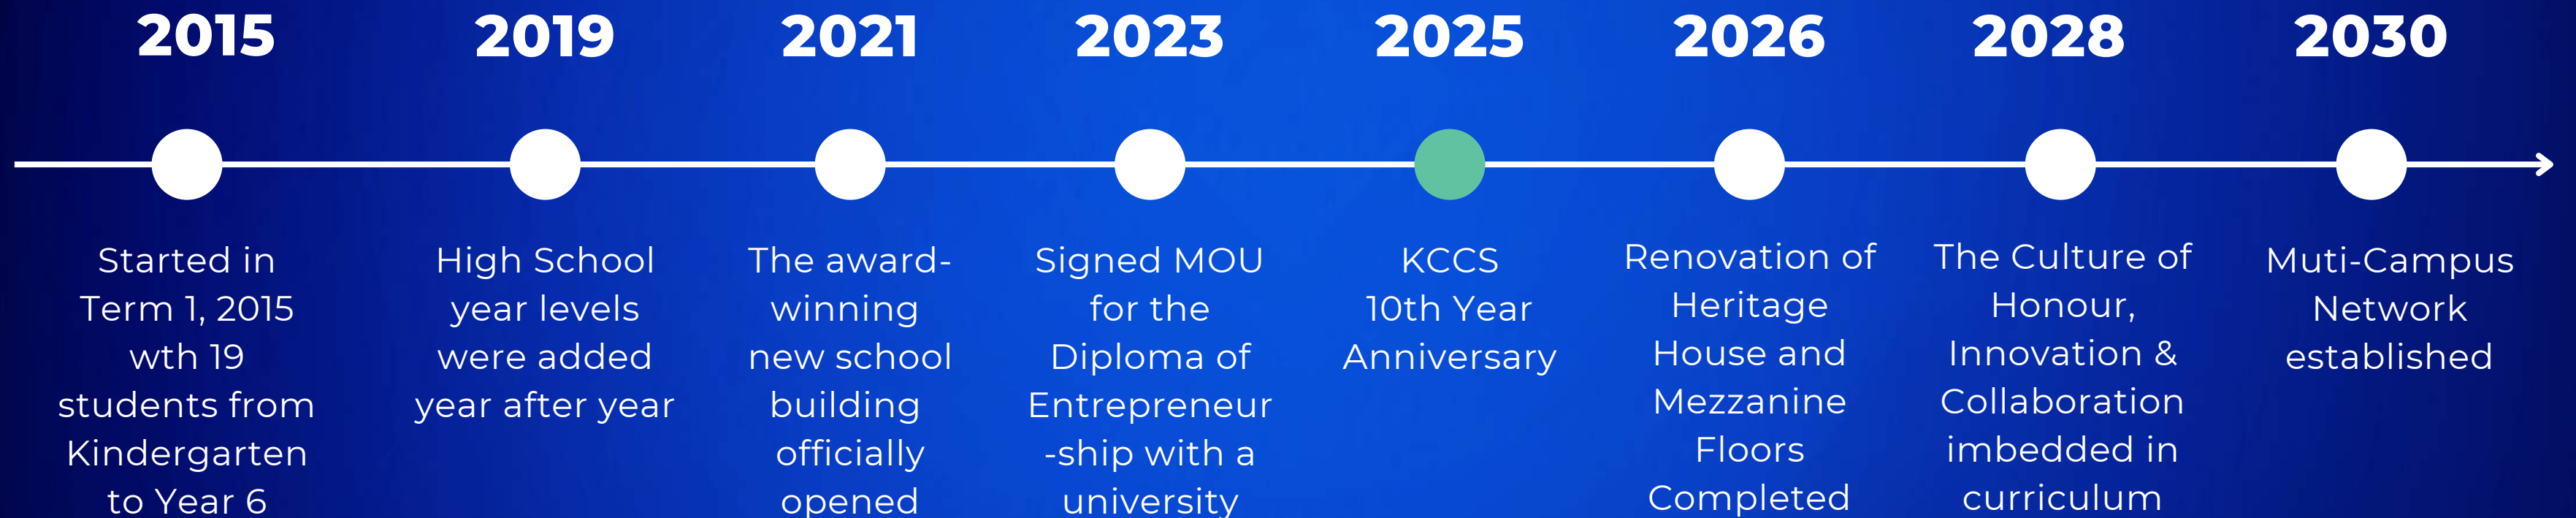 2015
Started in
Term 1, 2015
wth 19
students from
Kindergarten
to Year 6
2019
High School
year levels
were added
year after year
2021
The award-
winning
new school
building
officially
opened
2023
Signed MOU
for the
Diploma of
Entrepreneur
-ship with a
university
2025
KCCS
10th Year
Anniversary
2026
Renovation of
Heritage
House and
Mezzanine
Floors
Completed
2028
The Culture of
Honour,
Innovation &
Collaboration
imbedded in
curriculum
2030
Muti-Campus
Network
established